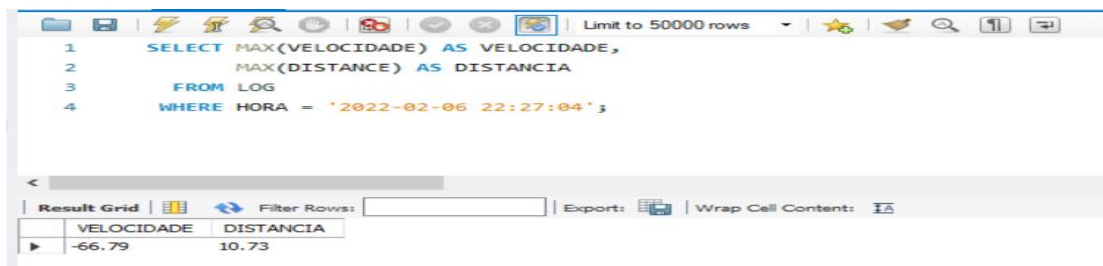 Limit to 50000 rows
1 SELECT MAX(VELOCIDADE) AS VELOCIDADE,
2 MAX(DISTANCE) AS DISTANCIA
3 FROM LOG
4 WHERE HORA = '2022-02-06 22:27:04';
Result Grid Filter Rows: Export: Wrap Cell Content: IA
VELOCIDADE DISTANCIA
-66.79 10.73